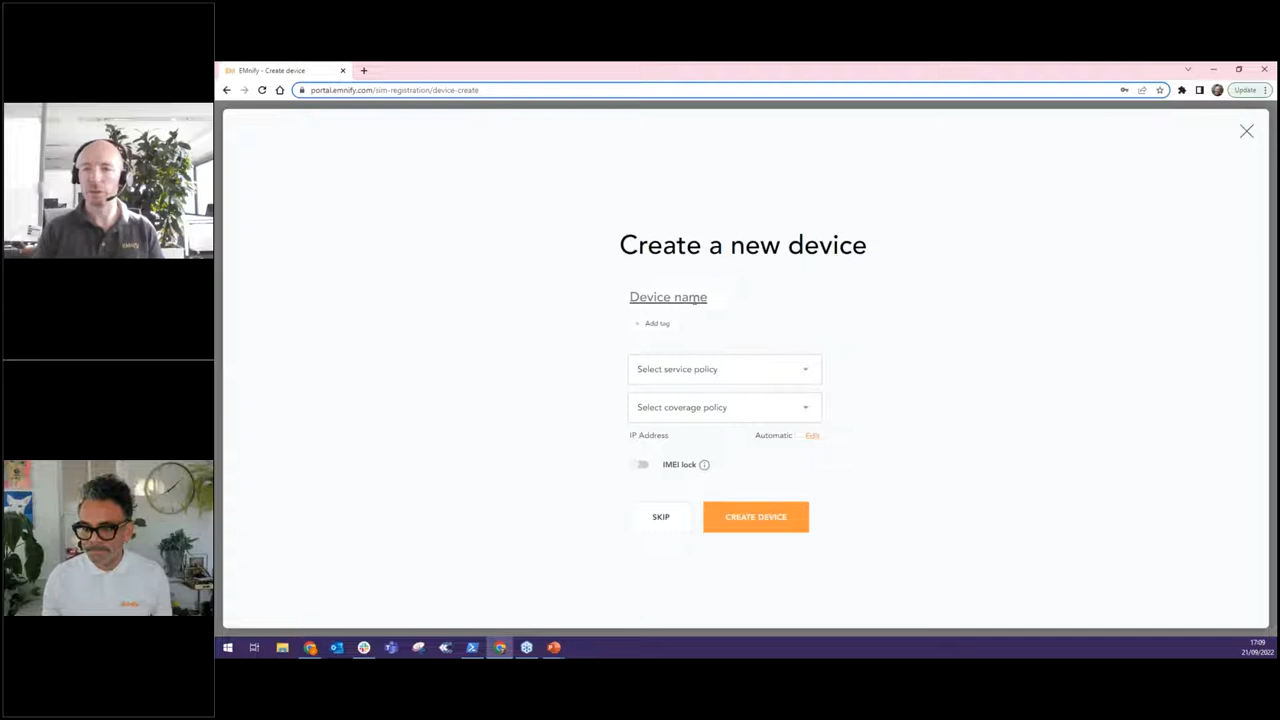 EMnify - Create device
portal.emnify.com/sim-registration/device-create
Update
Create a new device
Device name
+ Add tag
Select service policy
Select coverage policy
IP Address
Automatic Edit
IMEI lock
SKIP
CREATE DEVICE
17:09
21/09/2022
EMnify